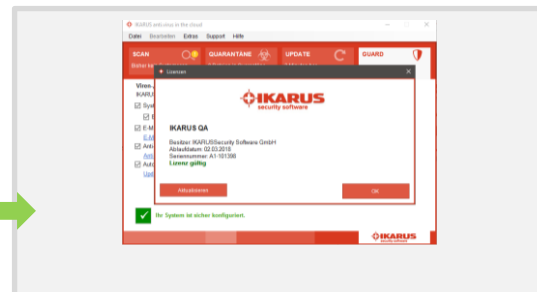 IKARUS anti.virus in the cloud
Datei Bearbeiten Extras Support Hilfe
SCAN QUARANTÄNE UPDATE GUARD
Lizenzen
IKARUS
security software
IKARUS QA
Besitzer: IKARUSSecurity Software GmbH
Ablaufdatum: 02.03.2018
Seriennummer: A1-101398
Lizenz gültig
Aktualisieren OK
Ihr System ist sicher konfiguriert.
IKARUS
security software